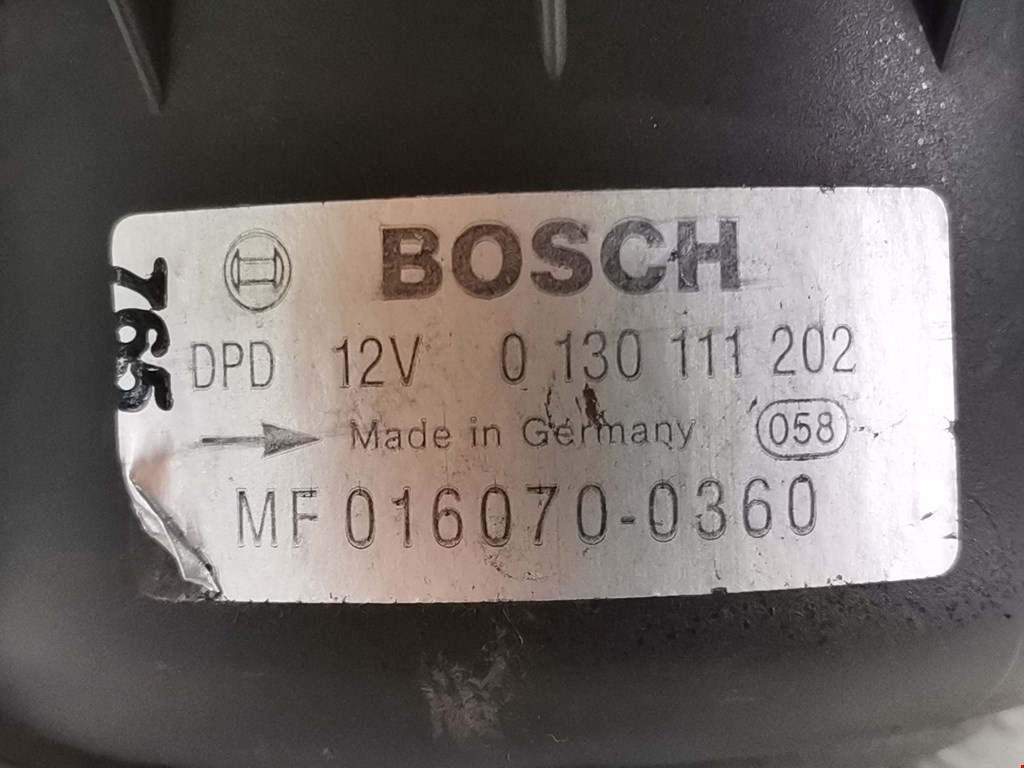 BOSCH
765
DPD 12V 0 130 111 202
Made in Germany 058
MF 016070-0360